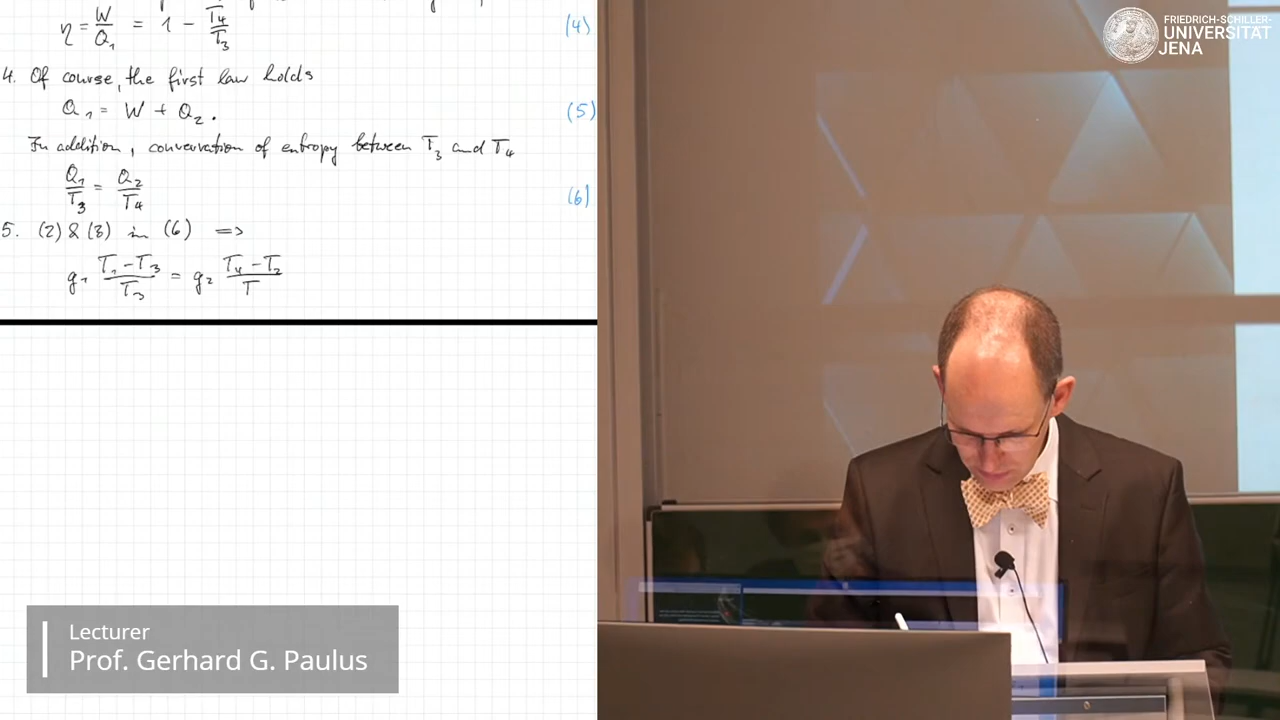 η = W/Q₁ = 1 - T₄/T₃ (4)
4. Of course, the first law holds
Q₁ = W + Q₂. (5)
In addition, conservation of entropy between T₃ and T₄
Q₁/T₃ = Q₂/T₄ (6)
5. (2) & (3) in (6) ⇒
g₁ (T₁-T₃)/T₃ = g₂ (T₄-T₂)/T
FRIEDRICH-SCHILLER-
UNIVERSITÄT
JENA
Lecturer
Prof. Gerhard G. Paulus